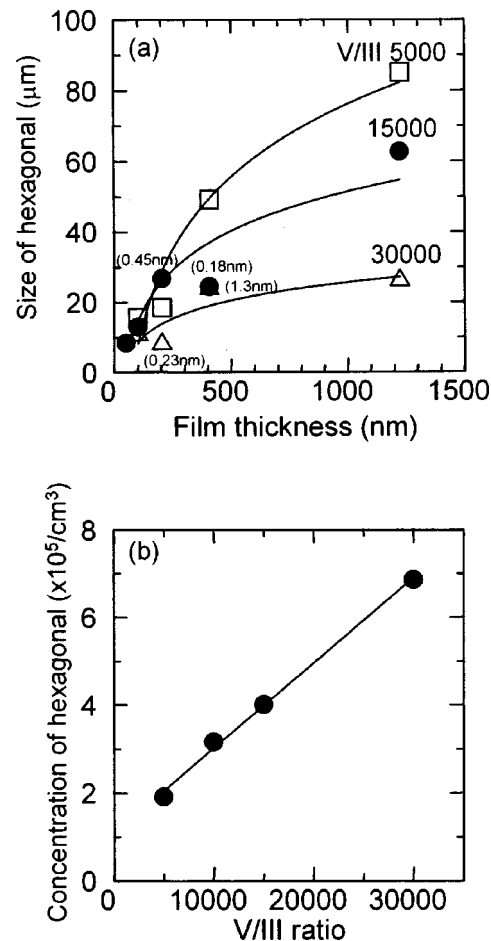 (a)
V/III 5000
15000
30000
(0.45nm)
(0.18nm)
(1.3nm)
(0.23nm)
100
80
60
40
20
0
0 500 1000 1500
Size of hexagonal (μm)
Film thickness (nm)
(b)
8
6
4
2
0
0 10000 20000 30000
Concentration of hexagonal (x10⁵/cm³)
V/III ratio